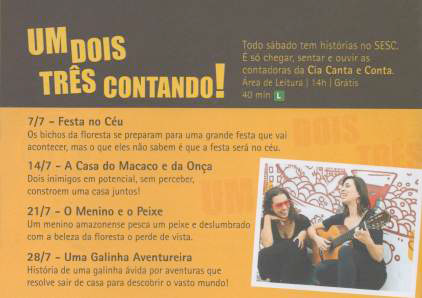 UM DOIS
TRÊS CONTANDO!
Todo sábado tem histórias no SESC.
É só chegar, sentar e ouvir as
contadoras da Cia Canta e Conta.
Área de Leitura | 14h | Grátis
40 min L
7/7 - Festa no Céu
Os bichos da floresta se preparam para uma grande festa que vai
acontecer, mas o que eles não sabem é que a festa será no céu.
14/7 - A Casa do Macaco e da Onça
Dois inimigos em potencial, sem perceber,
constroem uma casa juntos!
21/7 - O Menino e o Peixe
Um menino amazonense pesca um peixe e deslumbrado
com a beleza da floresta o perde de vista.
28/7 - Uma Galinha Aventureira
História de uma galinha ávida por aventuras que
resolve sair de casa para descobrir o vasto mundo!
UM DOIS
TRÊS